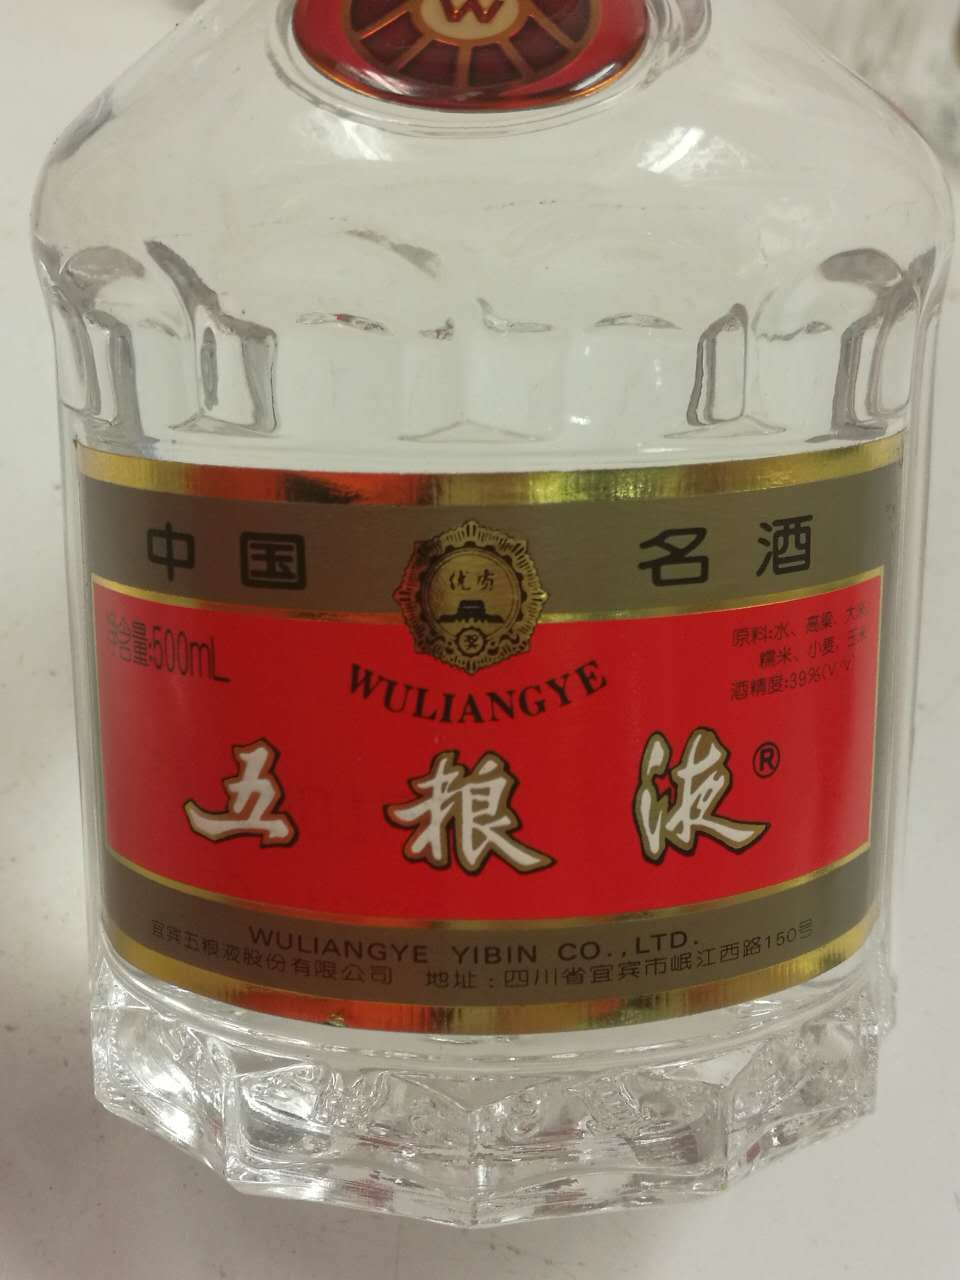 W
中国 名酒
优质
奖
净含量:500mL
原料:水、高粱、大米、
糯米、小麦、玉米
酒精度:39%(V/V)
WULIANGYE
五粮液®
WULIANGYE YIBIN CO.,LTD.
宜宾五粮液股份有限公司 地址:四川省宜宾市岷江西路150号